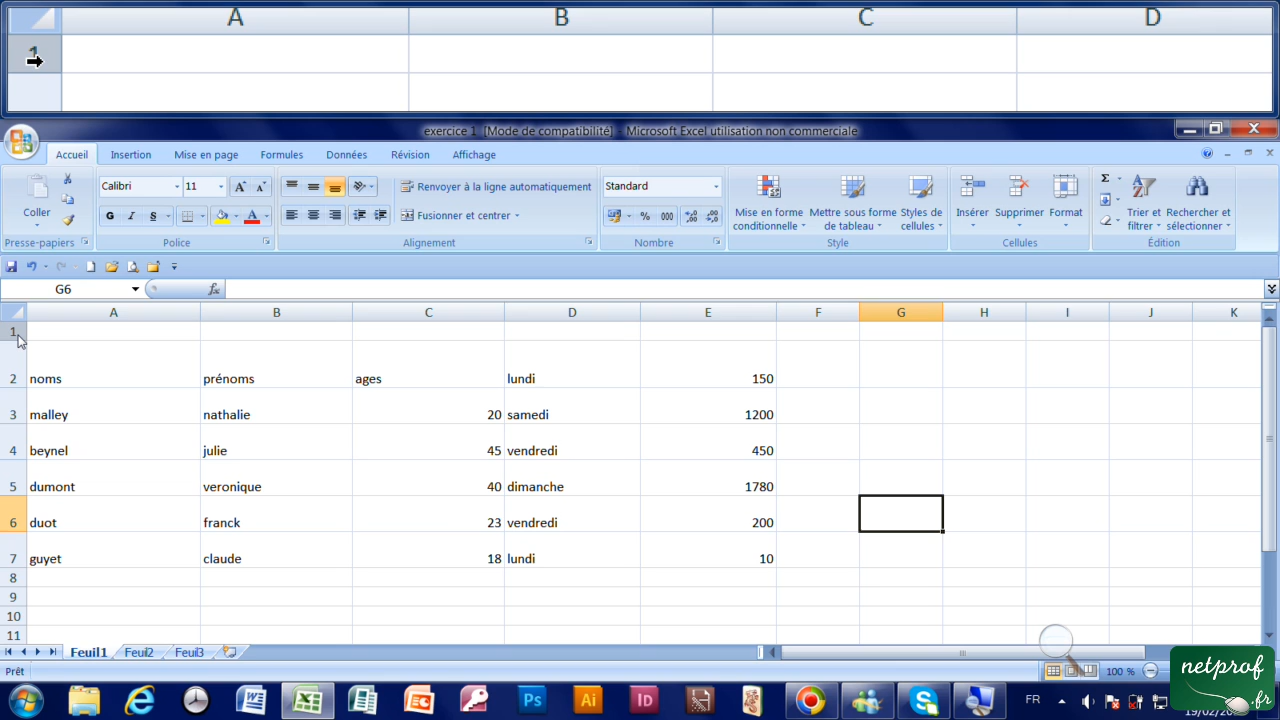 A B C D
1
exercice 1 [Mode de compatibilité] - Microsoft Excel utilisation non commerciale
Accueil Insertion Mise en page Formules Données Révision Affichage
Coller
Calibri 11
Renvoyer à la ligne automatiquement
Standard
G I S
Fusionner et centrer
% 000
Mise en forme conditionnelle
Mettre sous forme de tableau
Styles de cellules
Insérer Supprimer Format
Trier et filtrer
Rechercher et sélectionner
Presse-papiers Police Alignement Nombre Style Cellules Édition
G6 fx
A B C D E F G H I J K
1
2 noms prénoms ages lundi 150
3 malley nathalie 20 samedi 1200
4 beynel julie 45 vendredi 450
5 dumont veronique 40 dimanche 1780
6 duot franck 23 vendredi 200
7 guyet claude 18 lundi 10
8
9
10
11
Feuil1 Feuil2 Feuil3
Prêt 100 %
Ps Ai ID FR
netprof.fr